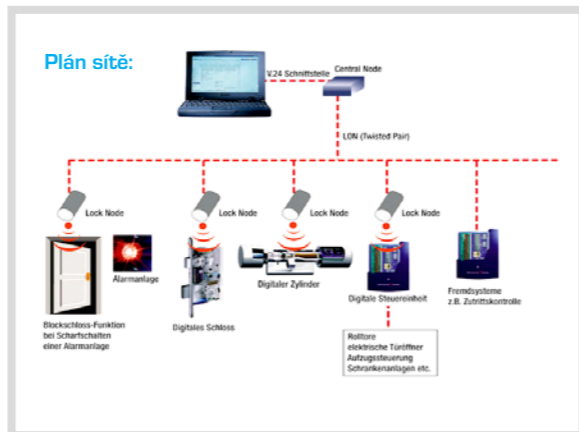 Plán sítě:
V.24 Schnittstelle
Central Node
LON (Twisted Pair)
Lock Node
Lock Node
Lock Node
Lock Node
Alarmanlage
Blockschloss-Funktion
bei Scharfschalten
einer Alarmanlage
Digitales Schloss
Digitaler Zylinder
Digitale Steuereinheit
Fremdsysteme
z.B. Zutrittskontrolle
Rolltore
elektrische Türöffner
Aufzugssteuerung
Schrankenanlagen etc.